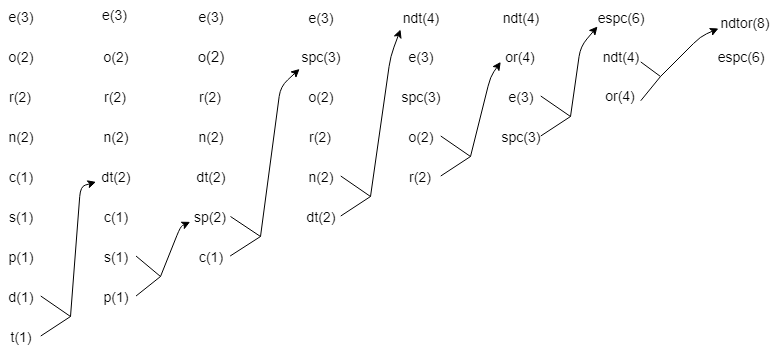 e(3) e(3) e(3) e(3) ndt(4) ndt(4) espc(6) ndtor(8)
o(2) o(2) o(2) spc(3) e(3) or(4) ndt(4) espc(6)
r(2) r(2) r(2) o(2) spc(3) e(3) or(4)
n(2) n(2) n(2) r(2) o(2) spc(3)
c(1) dt(2) dt(2) n(2) r(2)
s(1) c(1) sp(2) dt(2)
p(1) s(1) c(1)
d(1) p(1)
t(1)